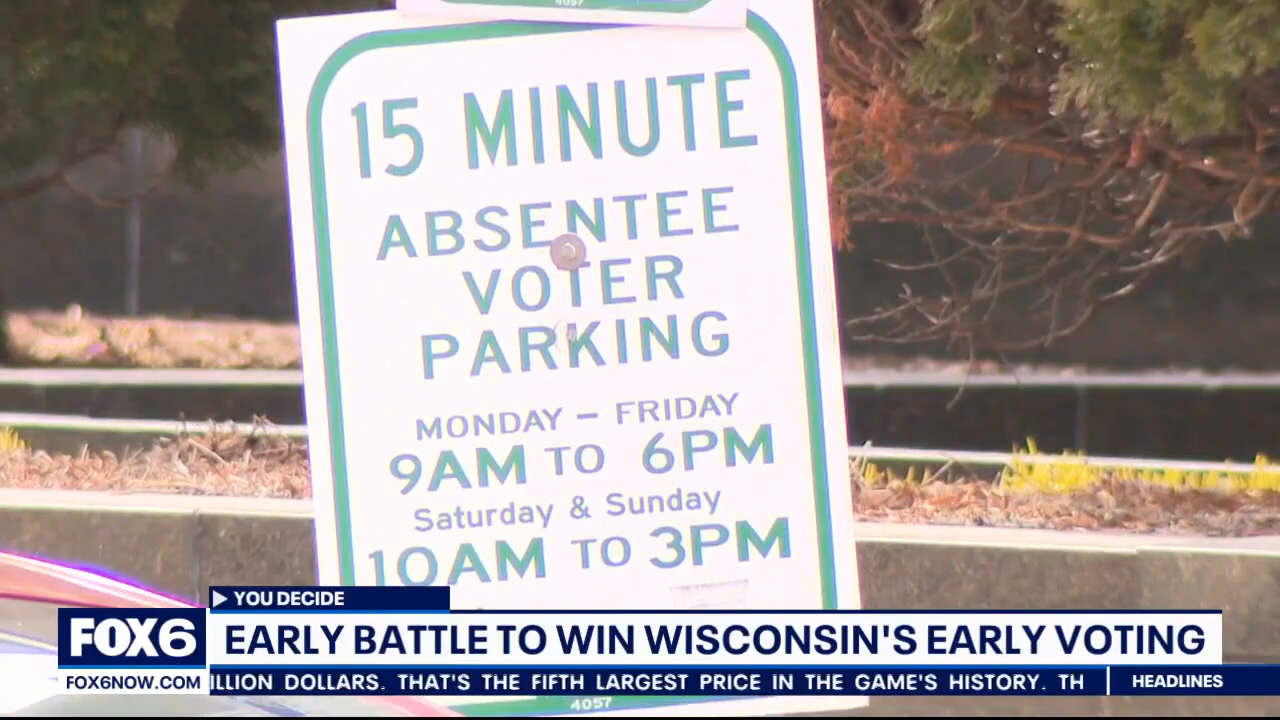 4057
15 MINUTE
ABSENTEE
VOTER
PARKING
MONDAY – FRIDAY
9AM TO 6PM
Saturday & Sunday
10AM TO 3PM
YOU DECIDE
FOX6
EARLY BATTLE TO WIN WISCONSIN'S EARLY VOTING
FOX6NOW.COM
DOLLARS. THAT'S THE FIFTH LARGEST PRICE IN THE GAME'S HISTORY. TH
HEADLINES
4057